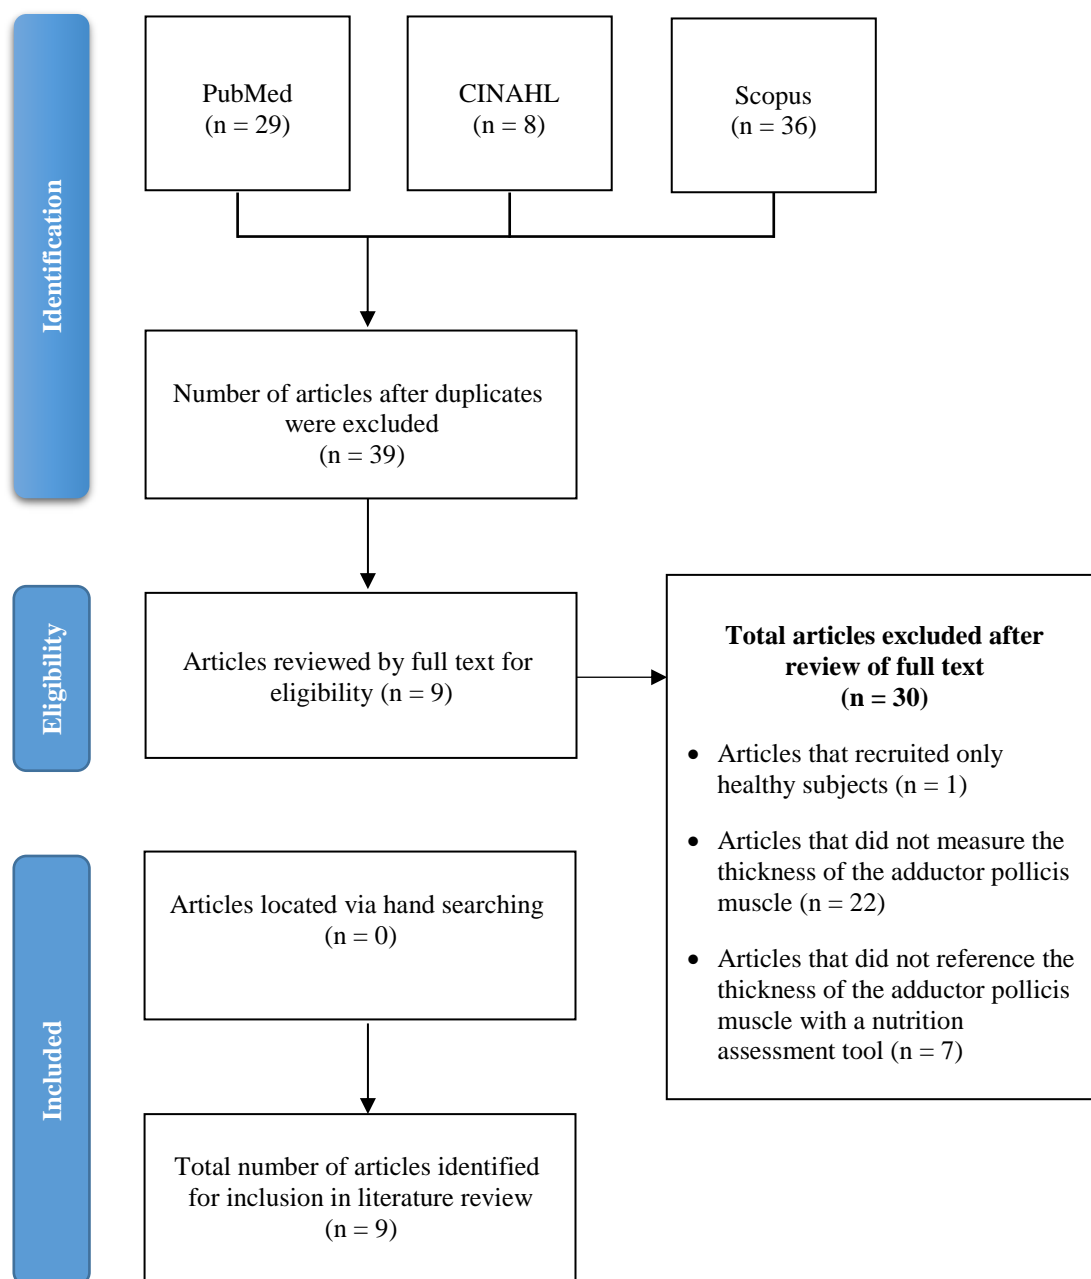 Identification
PubMed
(n = 29)
CINAHL
(n = 8)
Scopus
(n = 36)
Number of articles after duplicates
were excluded
(n = 39)
Eligibility
Articles reviewed by full text for
eligibility (n = 9)
Total articles excluded after
review of full text
(n = 30)
• Articles that recruited only
healthy subjects (n = 1)
• Articles that did not measure the
thickness of the adductor pollicis
muscle (n = 22)
• Articles that did not reference the
thickness of the adductor pollicis
muscle with a nutrition
assessment tool (n = 7)
Included
Articles located via hand searching
(n = 0)
Total number of articles identified
for inclusion in literature review
(n = 9)